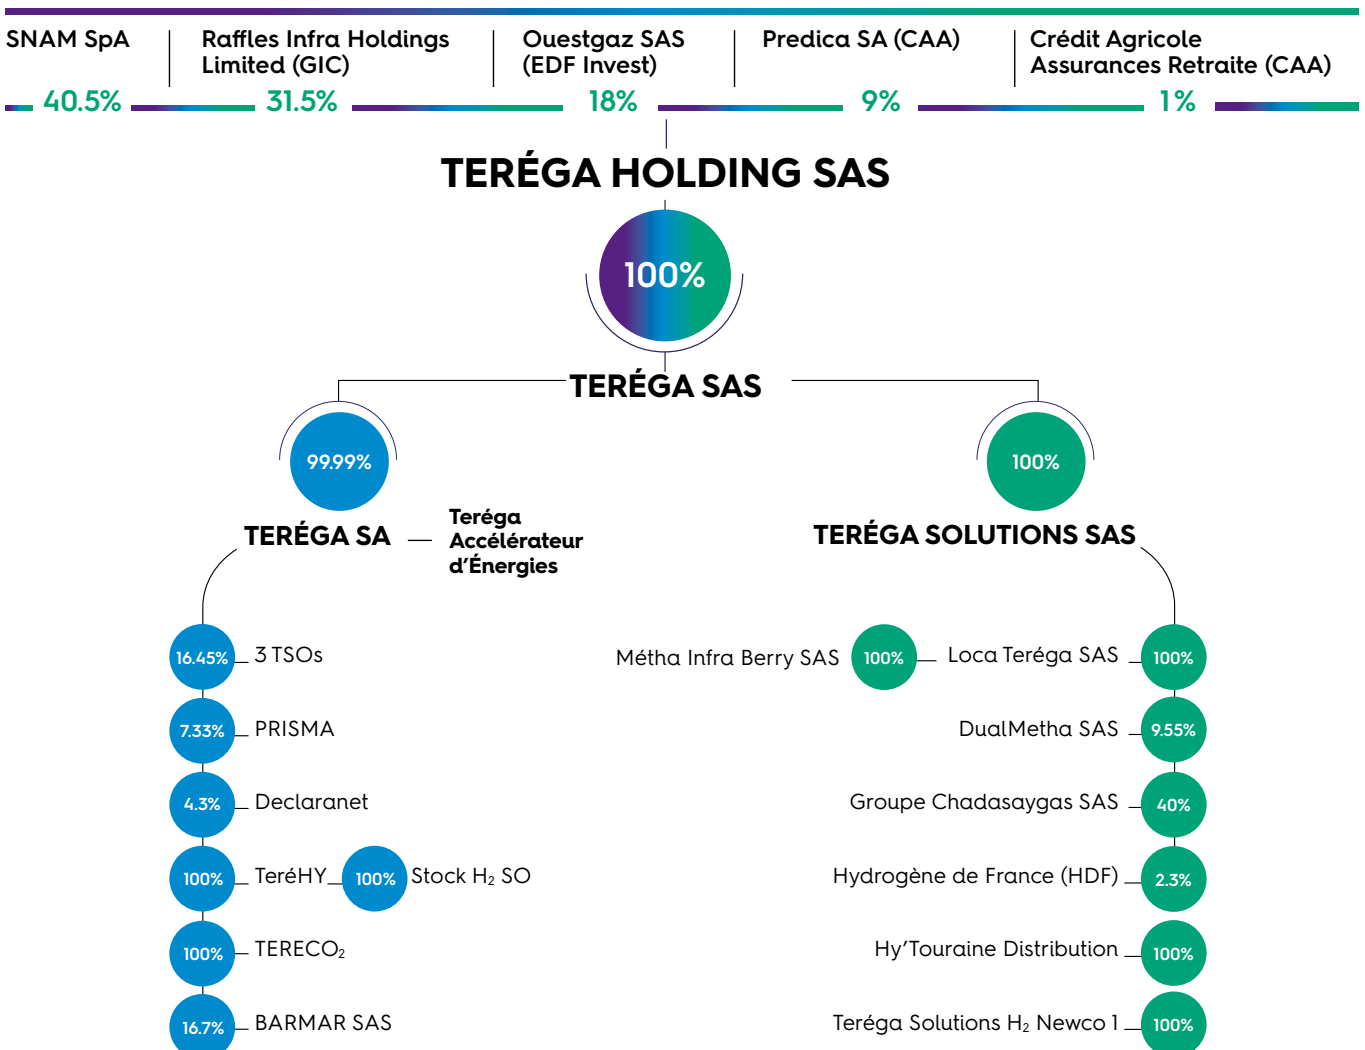 SNAM SpA
Raffles Infra Holdings
Limited (GIC)
Ouestgaz SAS
(EDF Invest)
Predica SA (CAA)
Crédit Agricole
Assurances Retraite (CAA)
40.5%
31.5%
18%
9%
1%
TERÉGA HOLDING SAS
100%
TERÉGA SAS
99.99%
100%
TERÉGA SA
Teréga
Accélérateur
d’Énergies
TERÉGA SOLUTIONS SAS
16.45% 3 TSOs
7.33% PRISMA
4.3% Declaranet
100% TeréHY 100% Stock H₂ SO
100% TERECO₂
16.7% BARMAR SAS
Métha Infra Berry SAS 100% Loca Teréga SAS 100%
DualMetha SAS 9.55%
Groupe Chadasaygas SAS 40%
Hydrogène de France (HDF) 2.3%
Hy’Touraine Distribution 100%
Teréga Solutions H₂ Newco 1 100%